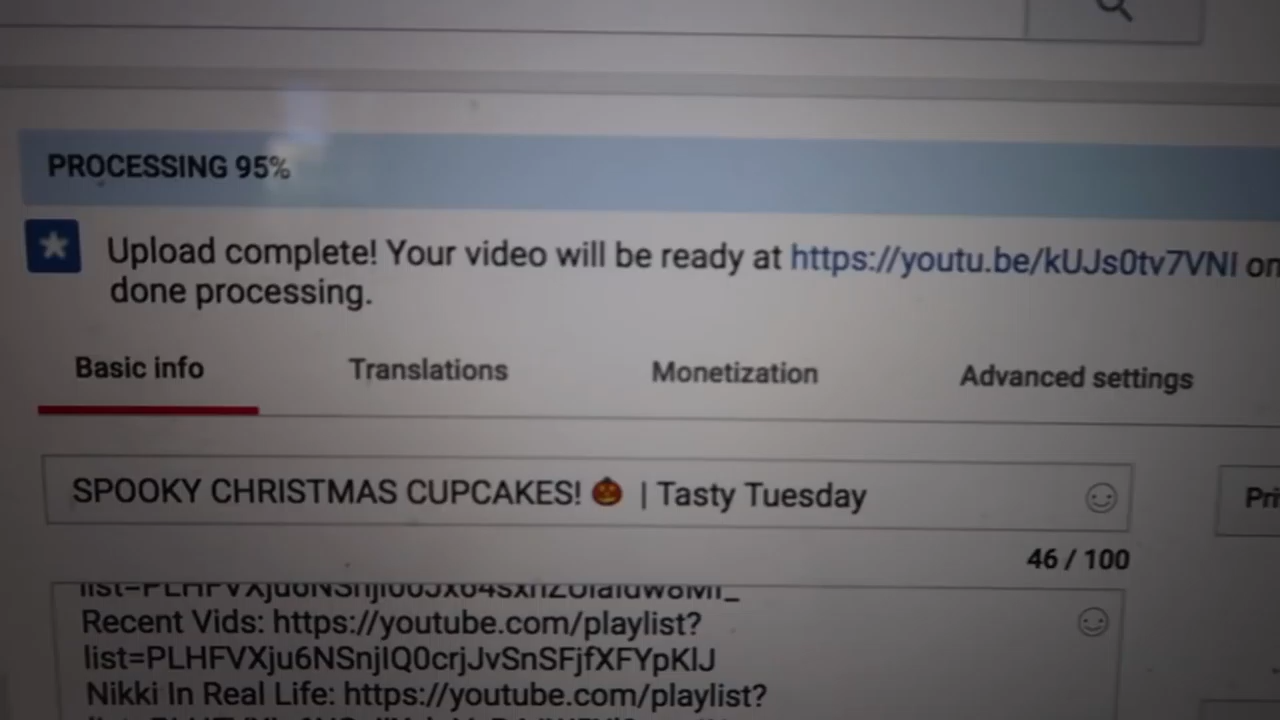 PROCESSING 95%
Upload complete! Your video will be ready at https://youtu.be/kUJs0tv7VNI on
done processing.
Basic info Translations Monetization Advanced settings
SPOOKY CHRISTMAS CUPCAKES! 🎃 | Tasty Tuesday
Pri
46 / 100
Recent Vids: https://youtube.com/playlist?
list=PLHFVXju6NSnjIQ0crjJvSnSFjfXFYpKlJ
Nikki In Real Life: https://youtube.com/playlist?